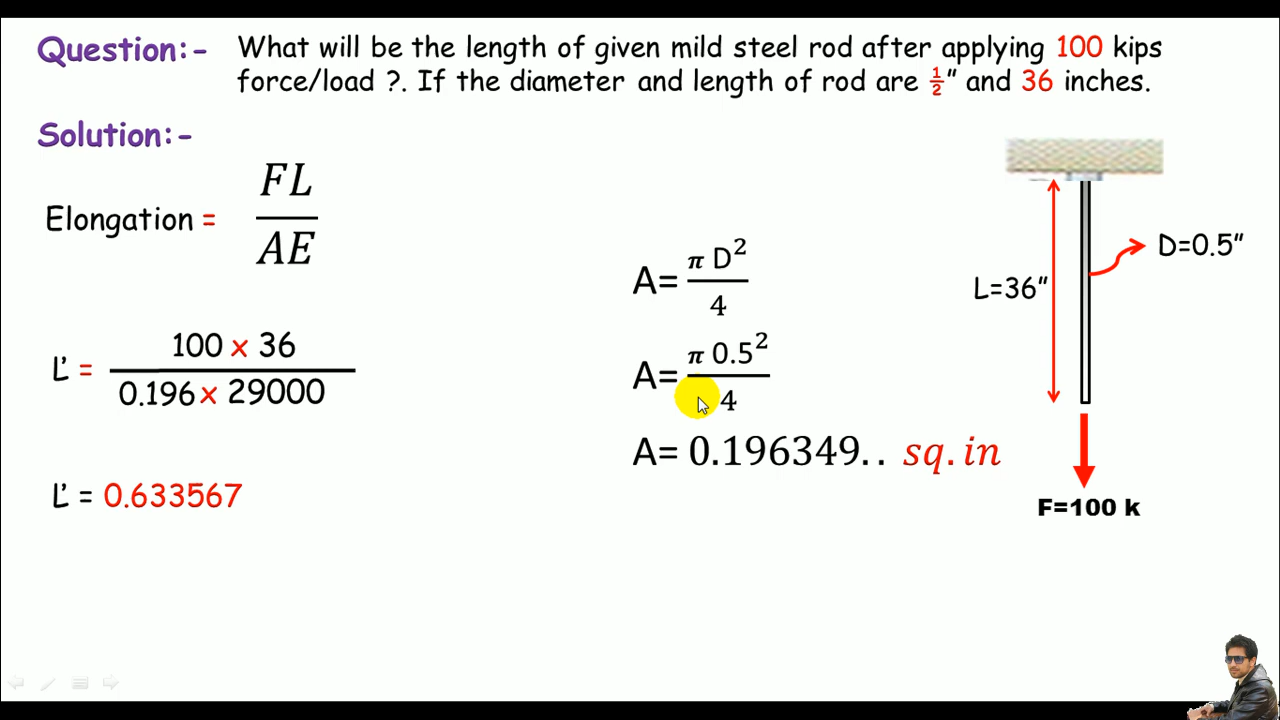 Question:- What will be the length of given mild steel rod after applying 100 kips
force/load ?. If the diameter and length of rod are ½" and 36 inches.
Solution:-
Elongation = FL/AE
L' = 100 x 36 / 0.196 x 29000
L' = 0.633567
A= π D²/4
A= π 0.5²/4
A= 0.196349.. sq.in
L=36"
D=0.5"
F=100 k